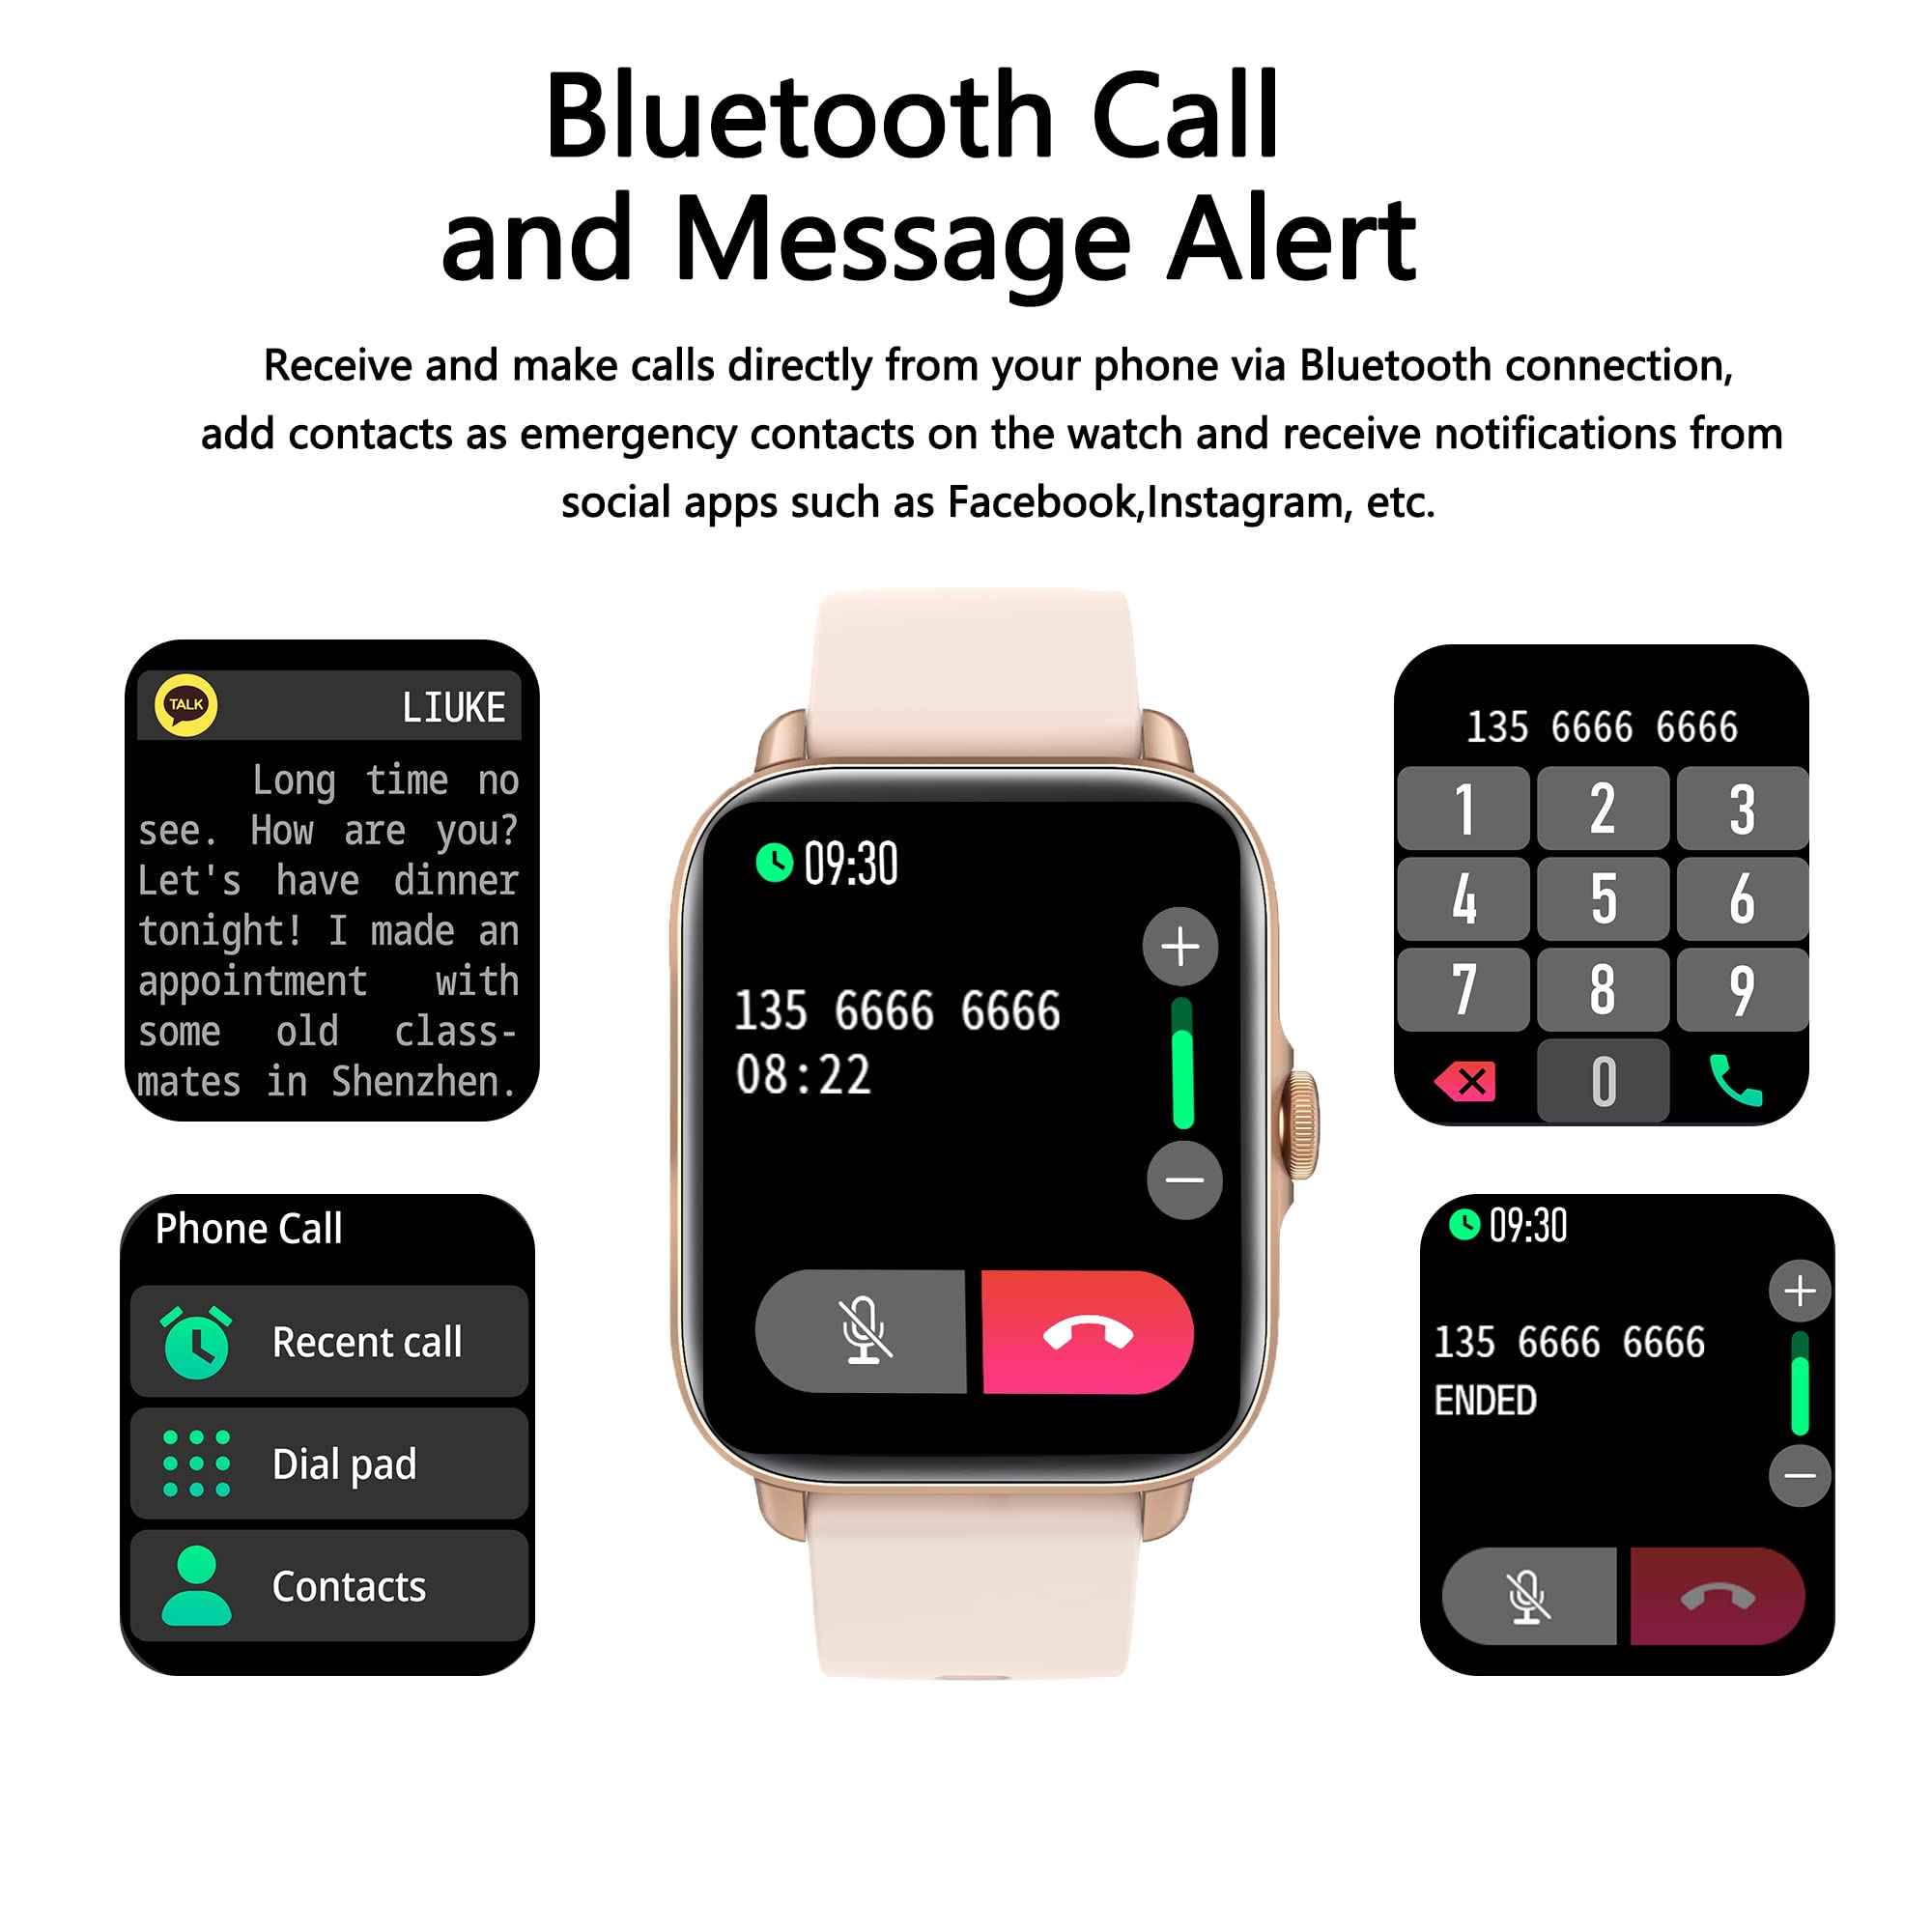 Bluetooth Call
and Message Alert
Receive and make calls directly from your phone via Bluetooth connection,
add contacts as emergency contacts on the watch and receive notifications from
social apps such as Facebook,Instagram, etc.
TALK
LIUKE
Long time no
see. How are you?
Let's have dinner
tonight! I made an
appointment with
some old class-
mates in Shenzhen.
Phone Call
Recent call
Dial pad
Contacts
09:30
135 6666 6666
08:22
135 6666 6666
1 2 3
4 5 6
7 8 9
0
09:30
135 6666 6666
ENDED